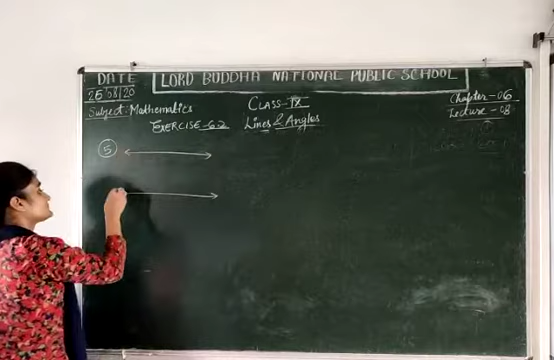 DATE
25/08/20
LORD BUDDHA NATIONAL PUBLIC SCHOOL
Subject: Mathematics
CLASS-IX
Chapter-06
Lecture-08
EXERCISE-6.2
Lines & Angles
5